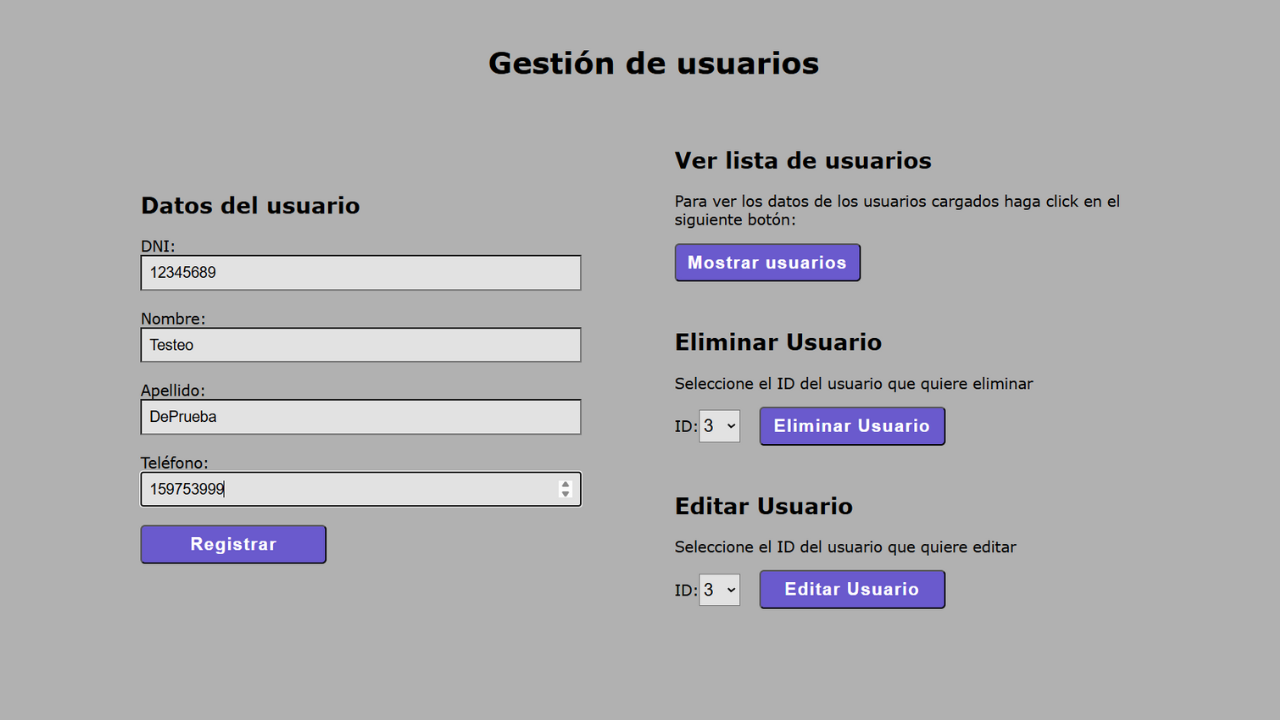 Gestión de usuarios
Datos del usuario
DNI:
12345689
Nombre:
Testeo
Apellido:
DePrueba
Teléfono:
159753999
Registrar
Ver lista de usuarios
Para ver los datos de los usuarios cargados haga click en el
siguiente botón:
Mostrar usuarios
Eliminar Usuario
Seleccione el ID del usuario que quiere eliminar
ID: 3 Eliminar Usuario
Editar Usuario
Seleccione el ID del usuario que quiere editar
ID: 3 Editar Usuario